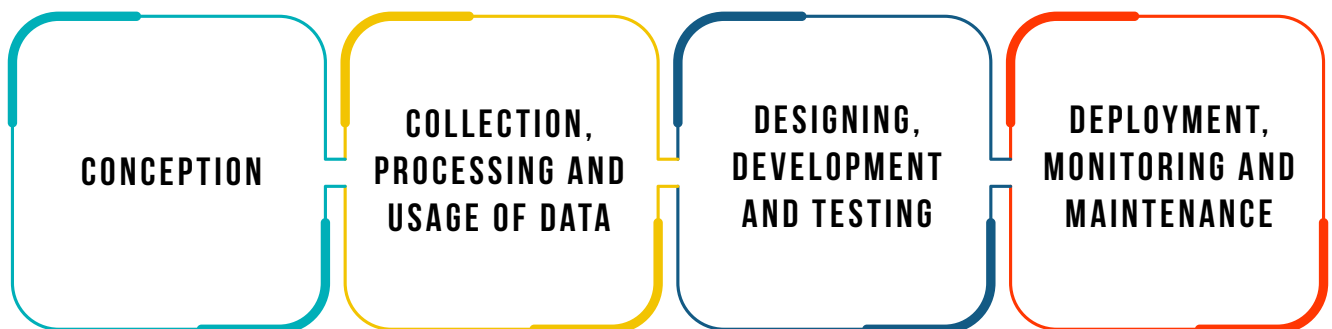 CONCEPTION
COLLECTION,
PROCESSING AND
USAGE OF DATA
DESIGNING,
DEVELOPMENT
AND TESTING
DEPLOYMENT,
MONITORING AND
MAINTENANCE